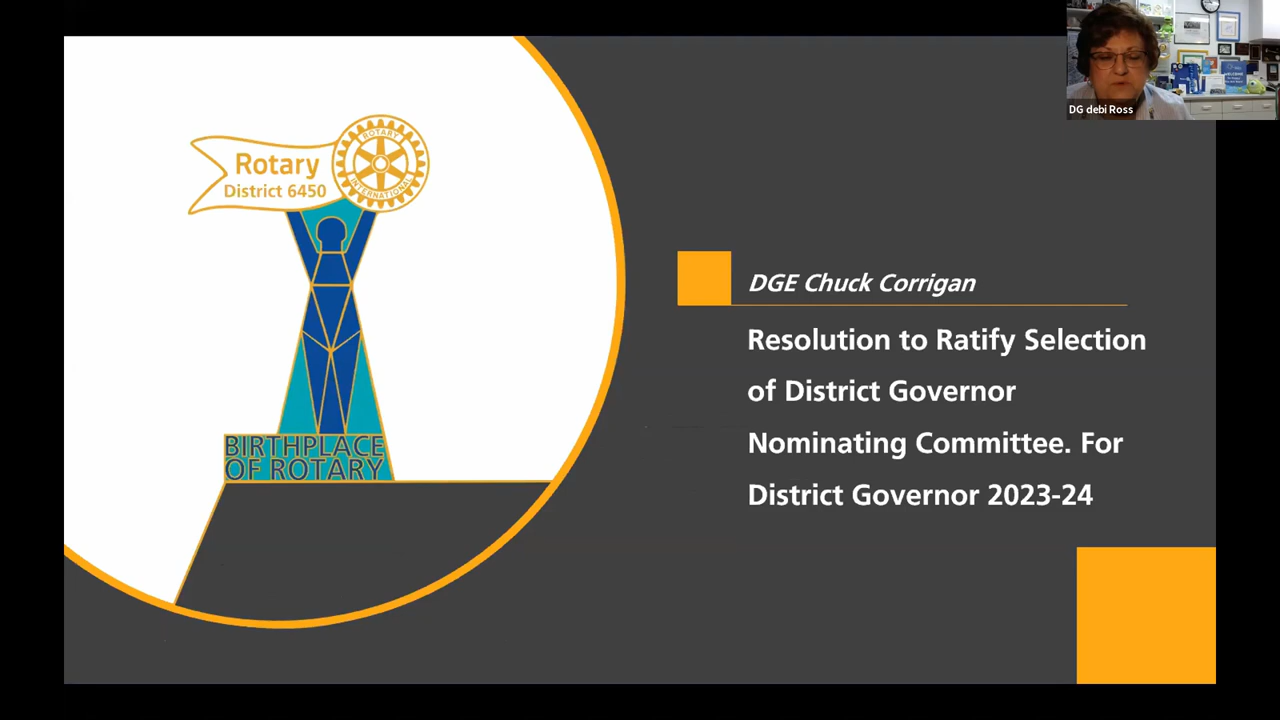 DG debi Ross
Rotary
District 6450
ROTARY
INTERNATIONAL
BIRTHPLACE
OF ROTARY
DGE Chuck Corrigan
Resolution to Ratify Selection
of District Governor
Nominating Committee. For
District Governor 2023-24